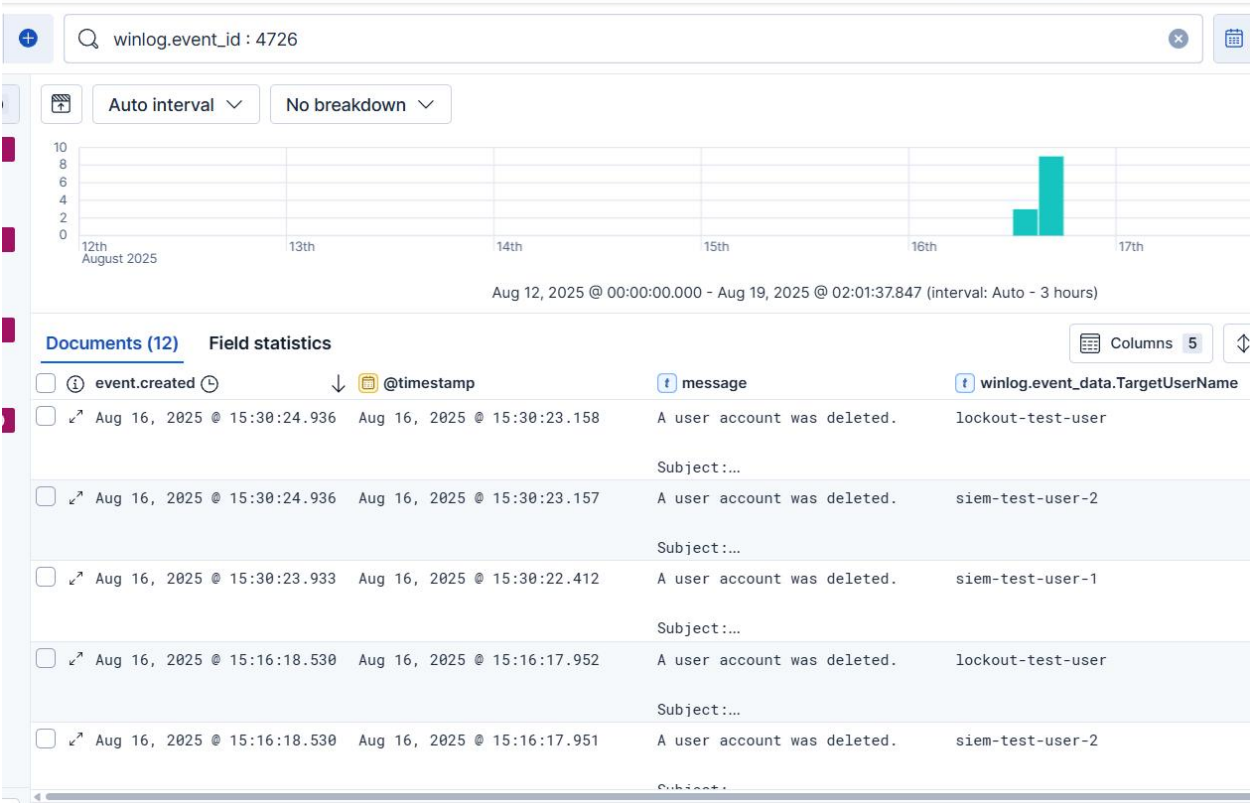 winlog.event_id : 4726
Auto interval No breakdown
10
8
6
4
2
0
12th 13th 14th 15th 16th 17th
August 2025
Aug 12, 2025 @ 00:00:00.000 - Aug 19, 2025 @ 02:01:37.847 (interval: Auto - 3 hours)
Documents (12) Field statistics Columns 5
event.created @timestamp t message t winlog.event_data.TargetUserName
Aug 16, 2025 @ 15:30:24.936 Aug 16, 2025 @ 15:30:23.158 A user account was deleted. lockout-test-user
Subject:…
Aug 16, 2025 @ 15:30:24.936 Aug 16, 2025 @ 15:30:23.157 A user account was deleted. siem-test-user-2
Subject:…
Aug 16, 2025 @ 15:30:23.933 Aug 16, 2025 @ 15:30:22.412 A user account was deleted. siem-test-user-1
Subject:…
Aug 16, 2025 @ 15:16:18.530 Aug 16, 2025 @ 15:16:17.952 A user account was deleted. lockout-test-user
Subject:…
Aug 16, 2025 @ 15:16:18.530 Aug 16, 2025 @ 15:16:17.951 A user account was deleted. siem-test-user-2
Subject:…